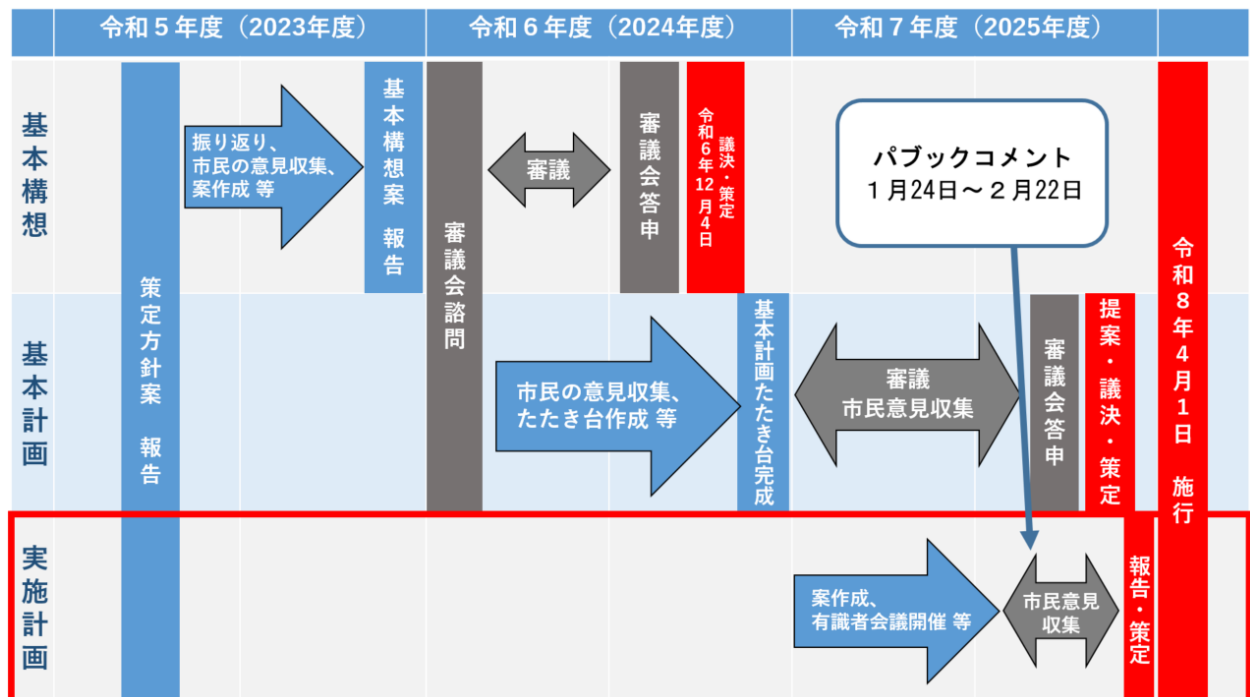 令和５年度（2023年度）
令和６年度（2024年度）
令和７年度（2025年度）
基本構想
策定方針案　報告
振り返り、
市民の意見収集、
案作成 等
基本構想案　報告
審議会諮問
審議
審議会答申
議決・策定
令和６年12月４日
パブックコメント
１月24日～２月22日
令和８年４月１日　施行
基本計画
市民の意見収集、
たたき台作成 等
基本計画たたき台完成
審議
市民意見収集
審議会答申
提案・議決・策定
実施計画
案作成、
有識者会議開催 等
市民意見
収集
報告・策定